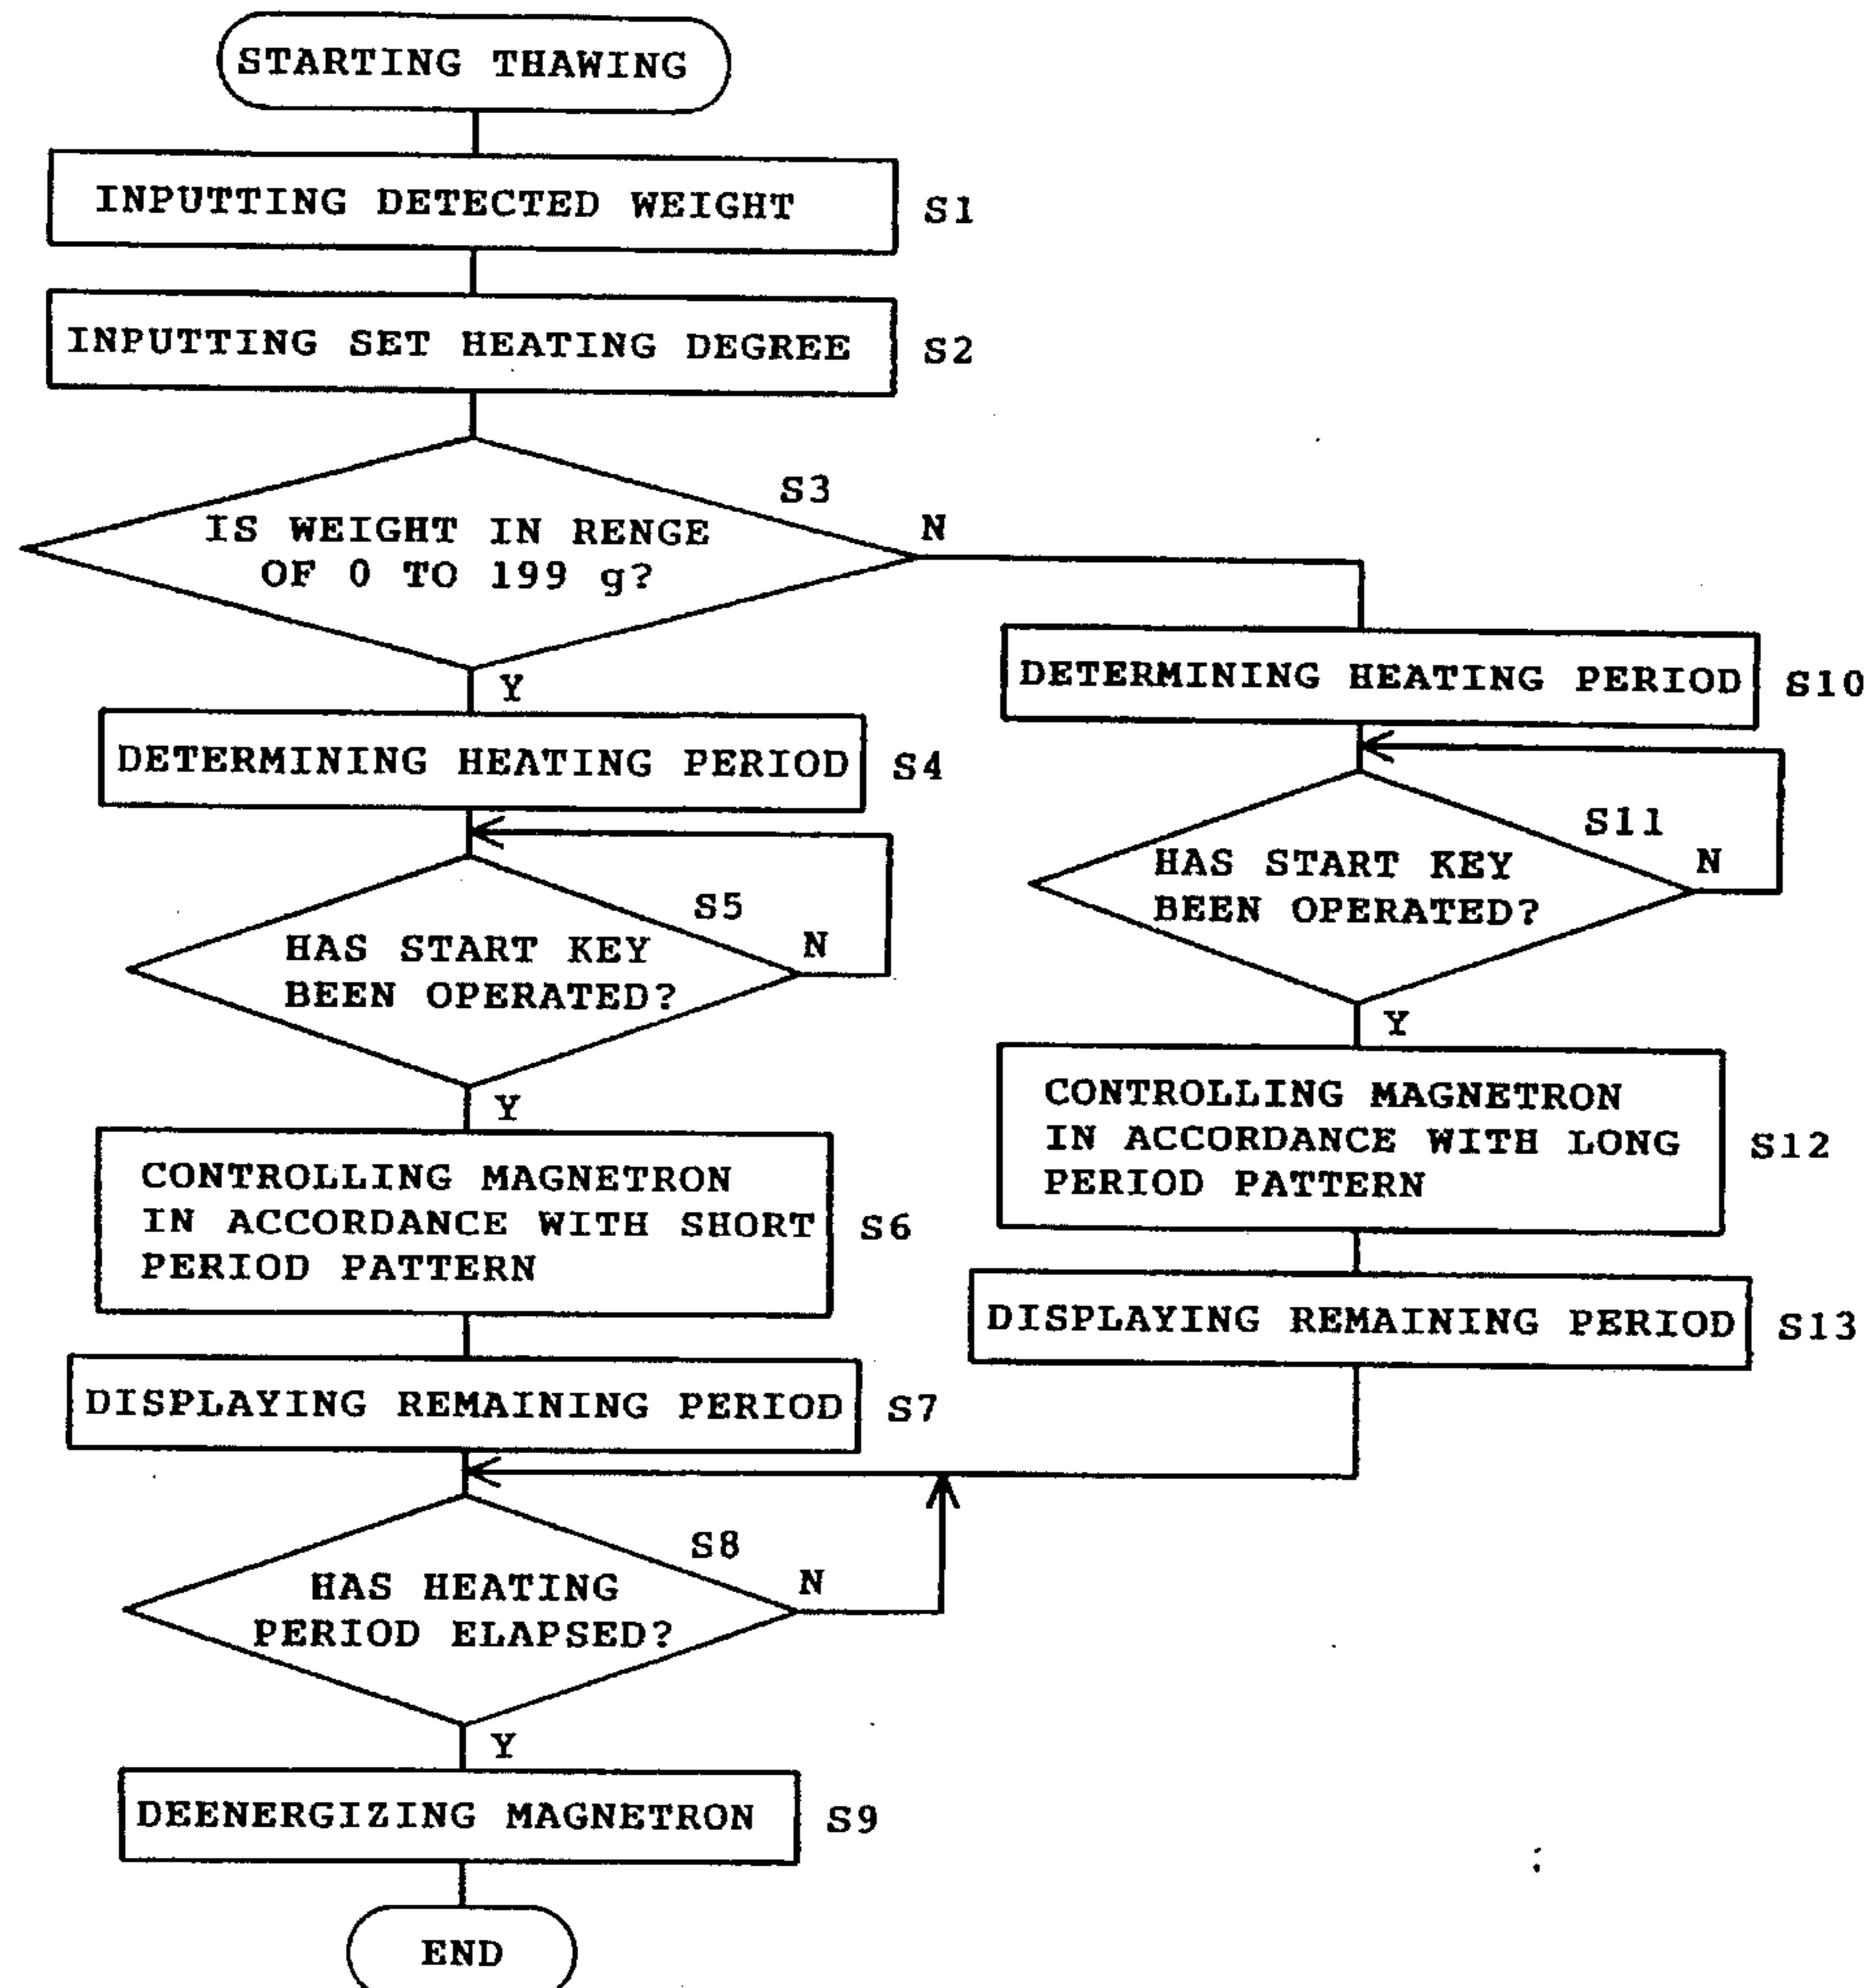 STARTING THAWING
INPUTTING DETECTED WEIGHT
S1
INPUTTING SET HEATING DEGREE
S2
S3
IS WEIGHT IN RENGE
OF 0 TO 199 g?
N
Y
DETERMINING HEATING PERIOD
S4
S5
HAS START KEY
BEEN OPERATED?
N
Y
CONTROLLING MAGNETRON
IN ACCORDANCE WITH SHORT
PERIOD PATTERN
S6
DISPLAYING REMAINING PERIOD
S7
S8
HAS HEATING
PERIOD ELAPSED?
N
Y
DEENERGIZING MAGNETRON
S9
END
DETERMINING HEATING PERIOD
S10
S11
HAS START KEY
BEEN OPERATED?
N
Y
CONTROLLING MAGNETRON
IN ACCORDANCE WITH LONG
PERIOD PATTERN
S12
DISPLAYING REMAINING PERIOD
S13